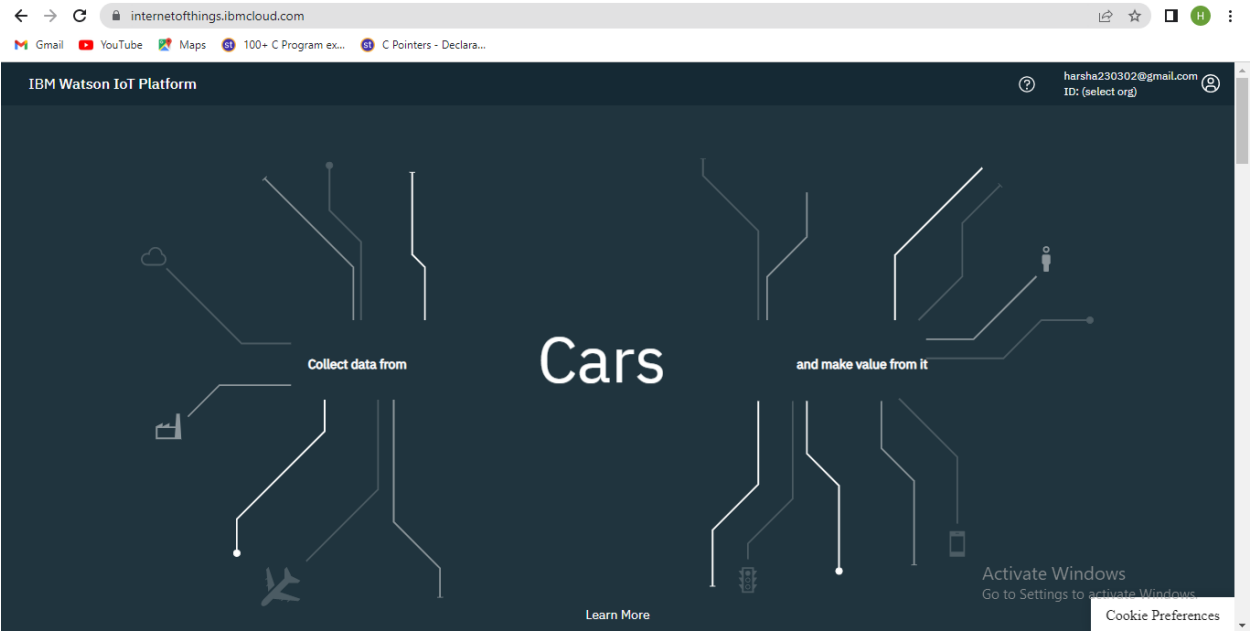 internetofthings.ibmcloud.com
Gmail YouTube Maps st 100+ C Program ex... st C Pointers - Declara...
IBM Watson IoT Platform
harsha230302@gmail.com
ID: (select org)
H
Collect data from Cars and make value from it
Activate Windows
Go to Settings to activate Windows.
Learn More
Cookie Preferences